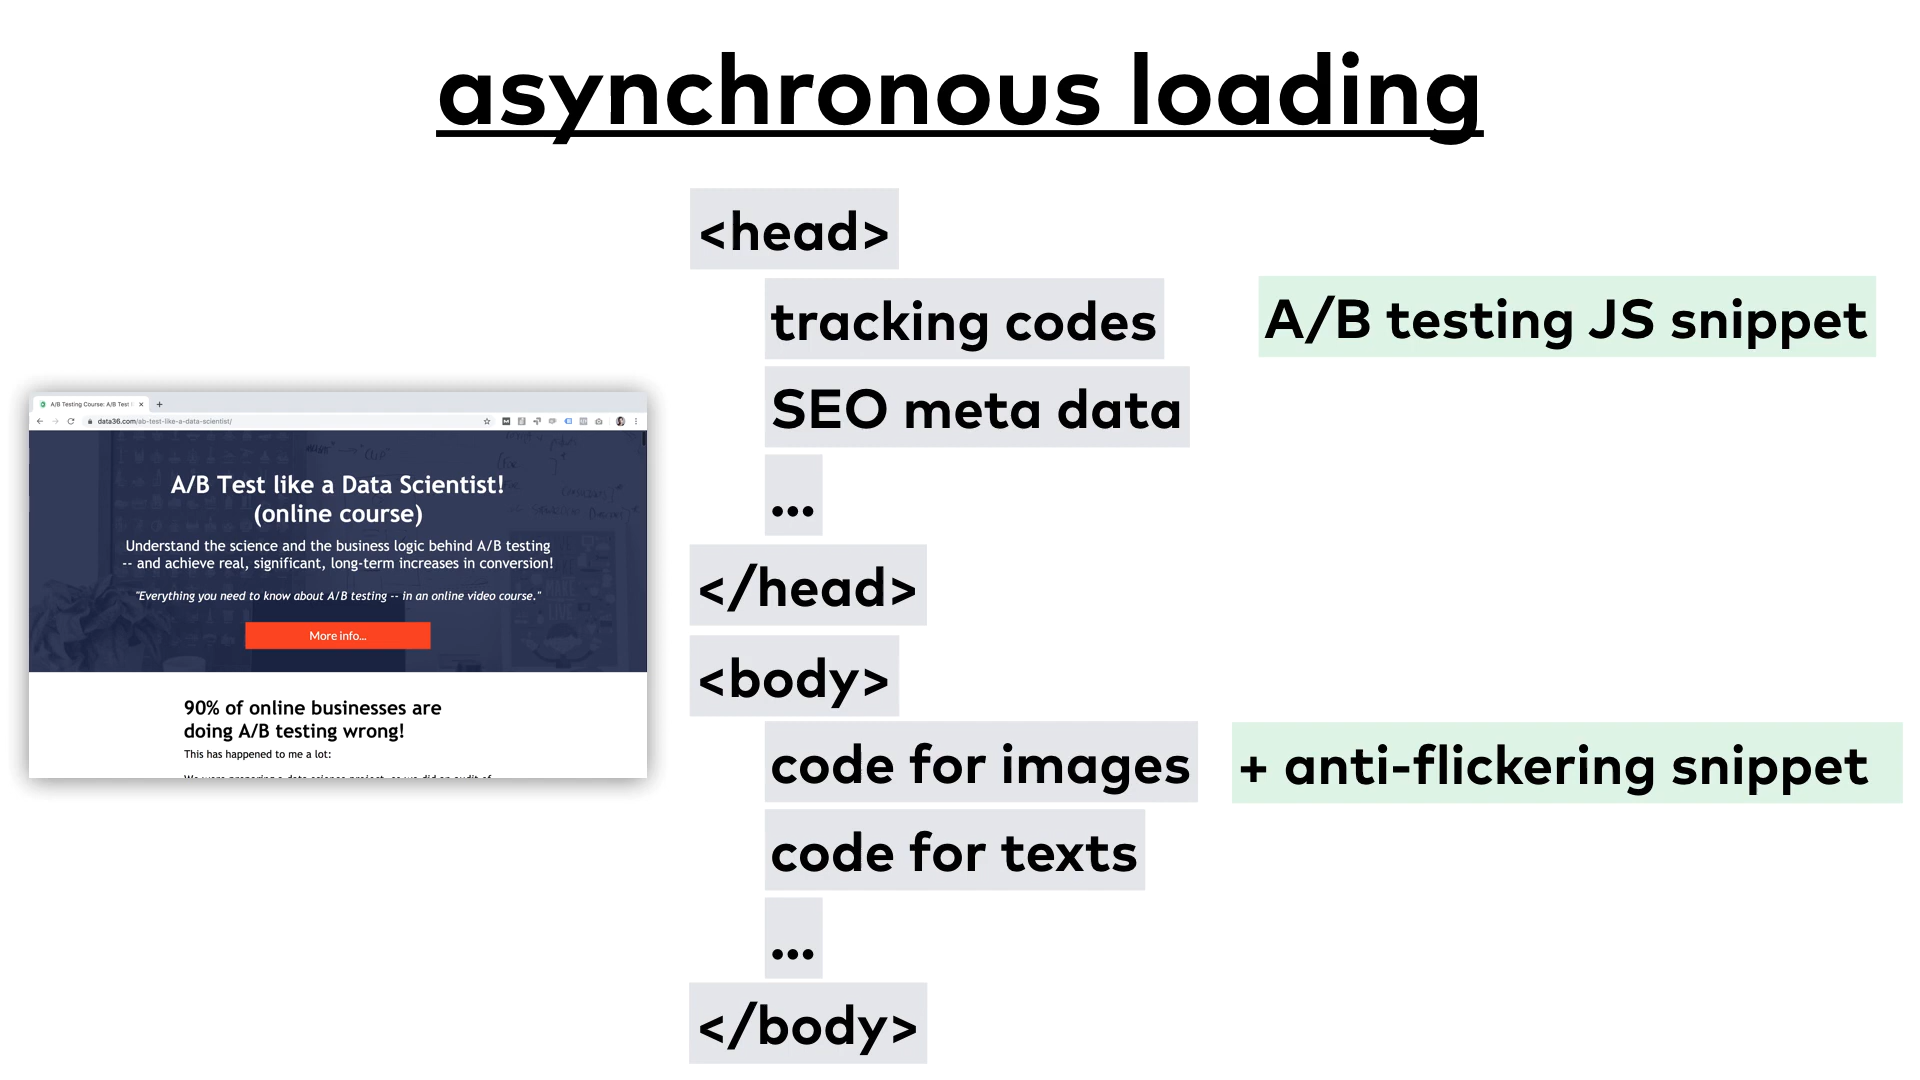 asynchronous loading
<head>
tracking codes
A/B testing JS snippet
SEO meta data
...
</head>
<body>
code for images
+ anti-flickering snippet
code for texts
...
</body>
A/B Testing Course: A/B Test
data36.com/ab-test-like-a-data-scientist/
A/B Test like a Data Scientist!
(online course)
Understand the science and the business logic behind A/B testing
-- and achieve real, significant, long-term increases in conversion!
"Everything you need to know about A/B testing -- in an online video course."
More info...
90% of online businesses are
doing A/B testing wrong!
This has happened to me a lot: